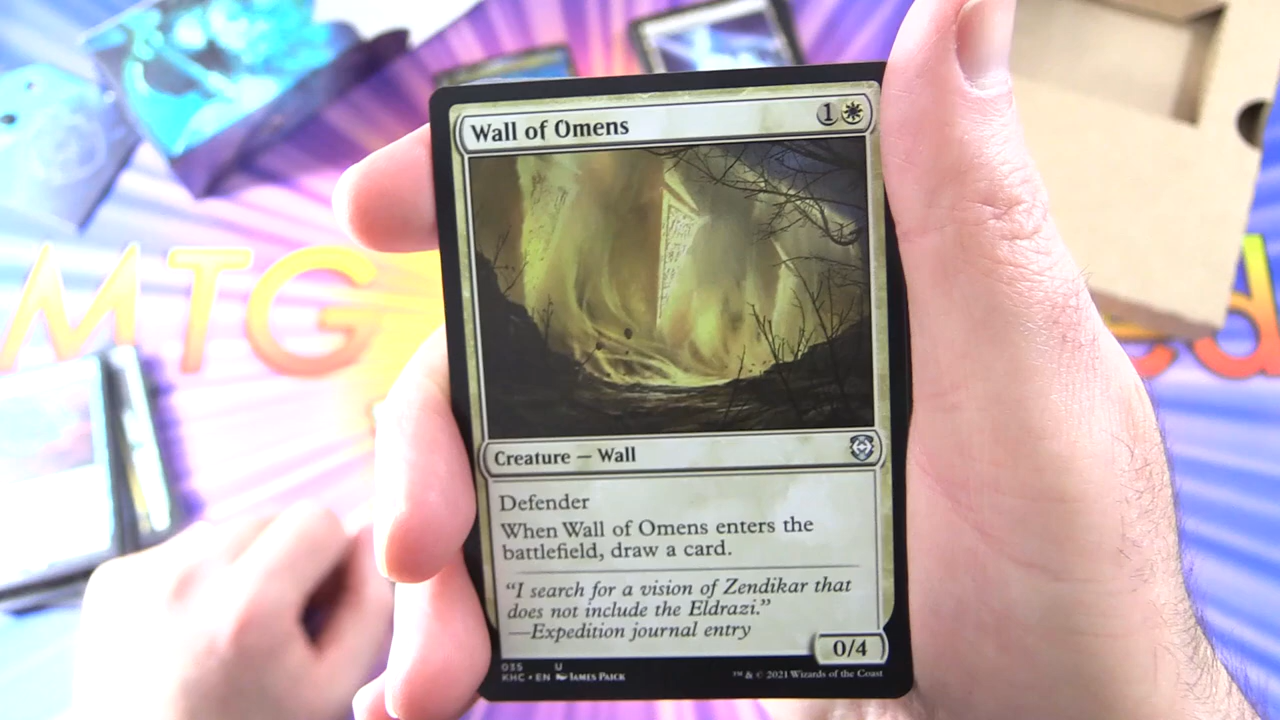 MTG
Wall of Omens
1
Creature — Wall
Defender
When Wall of Omens enters the
battlefield, draw a card.
“I search for a vision of Zendikar that
does not include the Eldrazi.”
—Expedition journal entry
0/4
035 U
KHC • EN James Paick
™ & © 2021 Wizards of the Coast